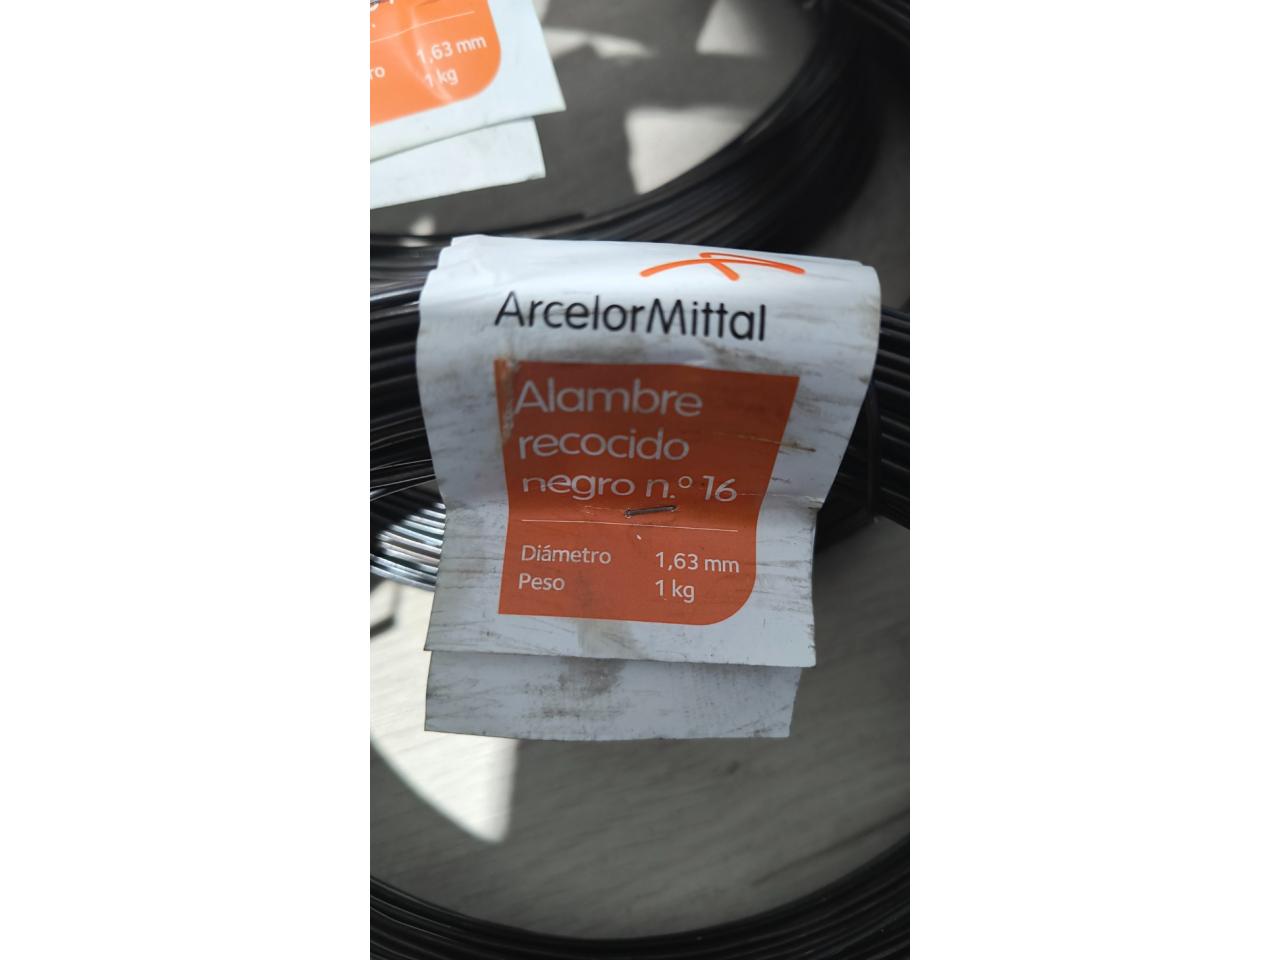 1,63 mm
1 kg
ArcelorMittal
Alambre
recocido
negro n.º 16
Diámetro 1,63 mm
Peso 1 kg